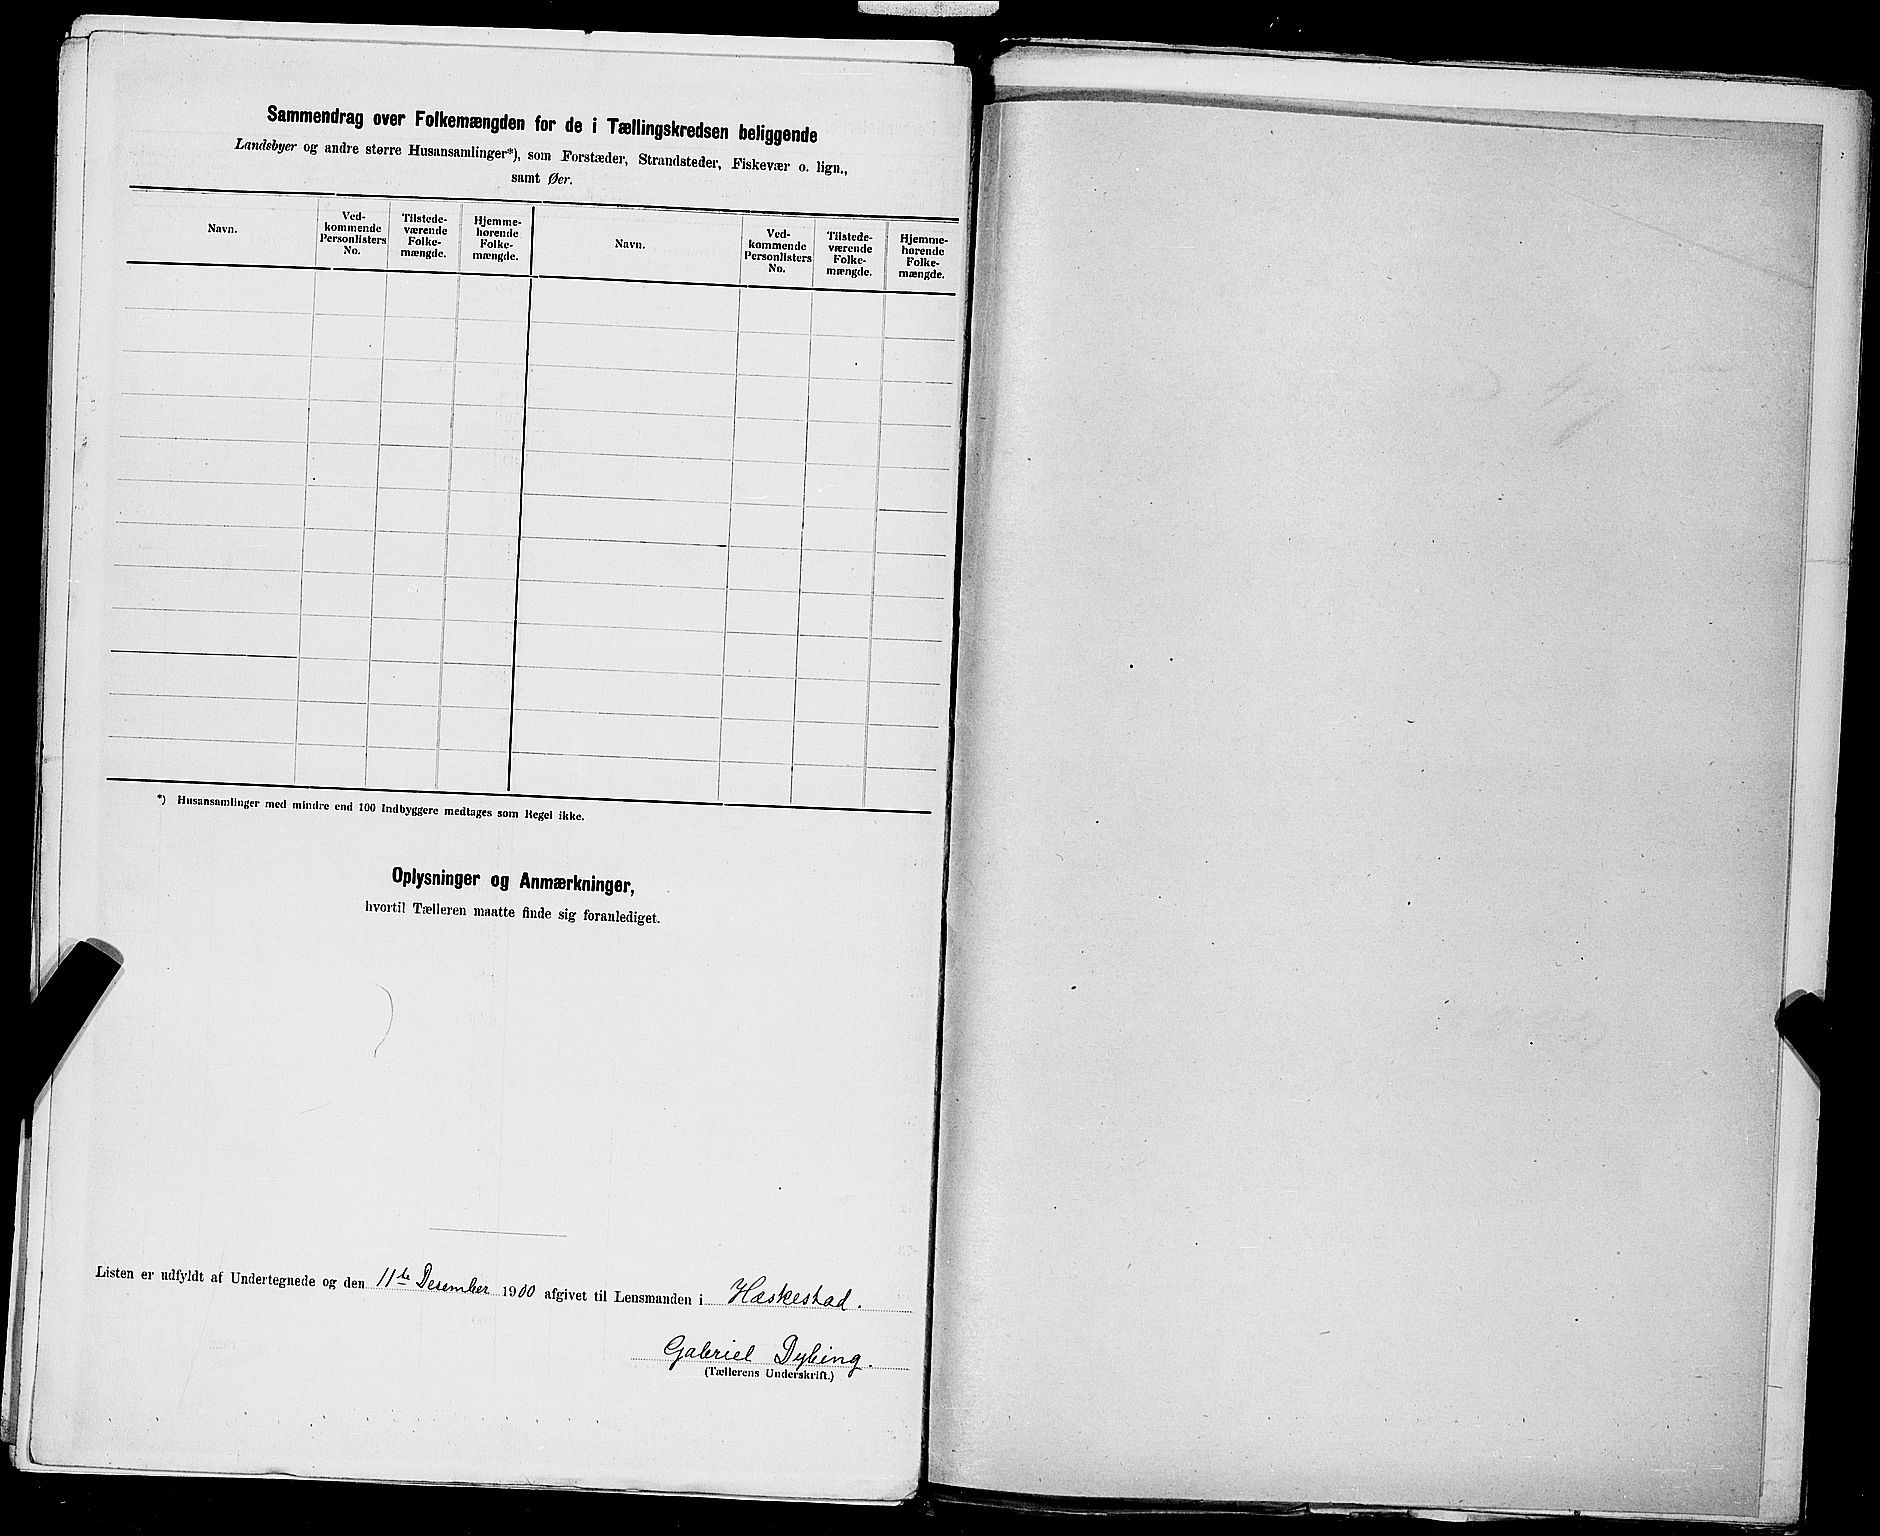 Sammendrag over Folkemængden for de i Tællingskredsen beliggende
Landsbyer og andre større Husansamlinger*), som Forstæder, Strandsteder, Fiskevær o. lign.,
samt Øer.
Navn.
Ved-
kommende
Personlisters
No.
Tilstede-
værende
Folke-
mængde.
Hjemme-
hørende
Folke-
mængde.
Navn.
Ved-
kommende
Personlisters
No.
Tilstede-
værende
Folke-
mængde.
Hjemme-
hørende
Folke-
mængde.
*) Husansamlinger med mindre end 100 Indbyggere medtages som Regel ikke.
Oplysninger og Anmærkninger,
hvortil Tælleren maatte finde sig foranlediget.
Listen er udfyldt af Undertegnede og den 11te Desember 1900 afgivet til Lensmanden i Hæskestad.
Gabriel Dybing.
(Tællerens Underskrift.)